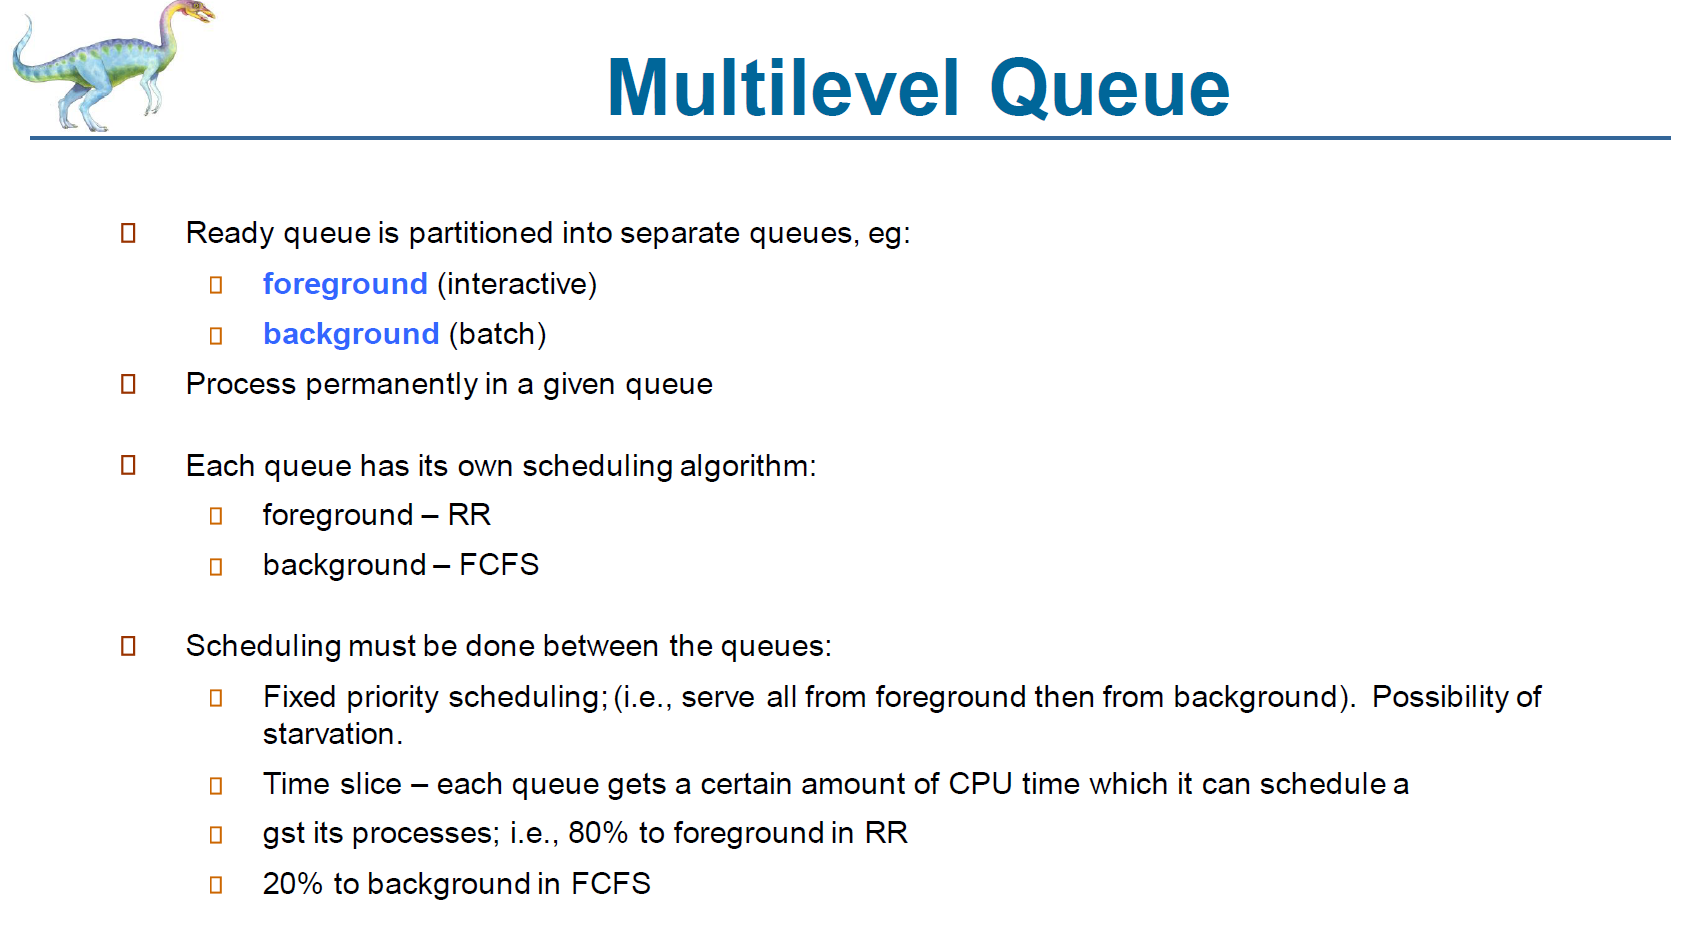 Multilevel Queue
Ready queue is partitioned into separate queues, eg:
foreground (interactive)
background (batch)
Process permanently in a given queue
Each queue has its own scheduling algorithm:
foreground – RR
background – FCFS
Scheduling must be done between the queues:
Fixed priority scheduling; (i.e., serve all from foreground then from background).  Possibility of
starvation.
Time slice – each queue gets a certain amount of CPU time which it can schedule a
gst its processes; i.e., 80% to foreground in RR
20% to background in FCFS